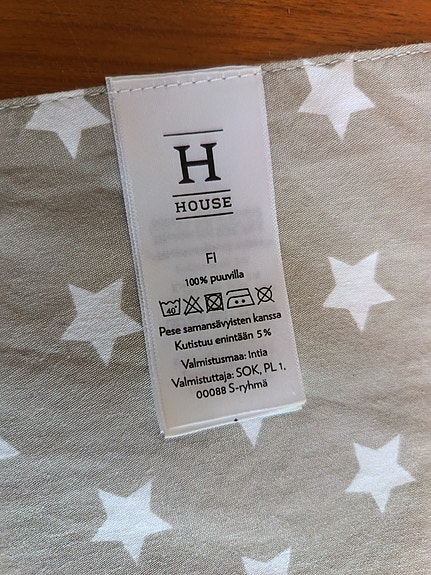 H
HOUSE
FI
100% puuvilla
40°
Pese samansävyisten kanssa
Kutistuu enintään 5%
Valmistusmaa: Intia
Valmistuttaja: SOK, PL 1,
00088 S-ryhmä